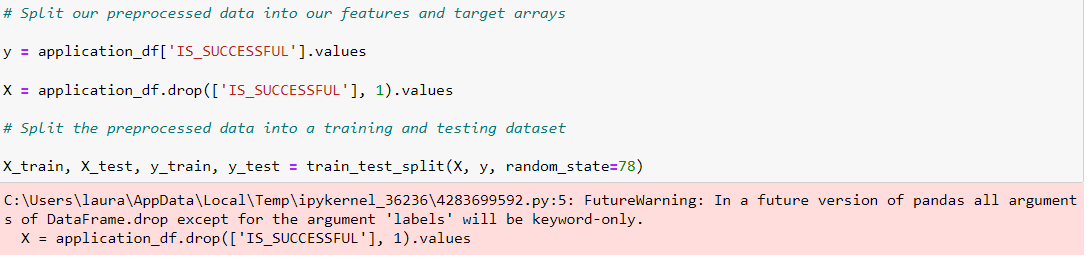 # Split our preprocessed data into our features and target arrays
y = application_df['IS_SUCCESSFUL'].values
X = application_df.drop(['IS_SUCCESSFUL'], 1).values
# Split the preprocessed data into a training and testing dataset
X_train, X_test, y_train, y_test = train_test_split(X, y, random_state=78)
C:\Users\laura\AppData\Local\Temp\ipykernel_36236\4283699592.py:5: FutureWarning: In a future version of pandas all argument
s of DataFrame.drop except for the argument 'labels' will be keyword-only.
  X = application_df.drop(['IS_SUCCESSFUL'], 1).values